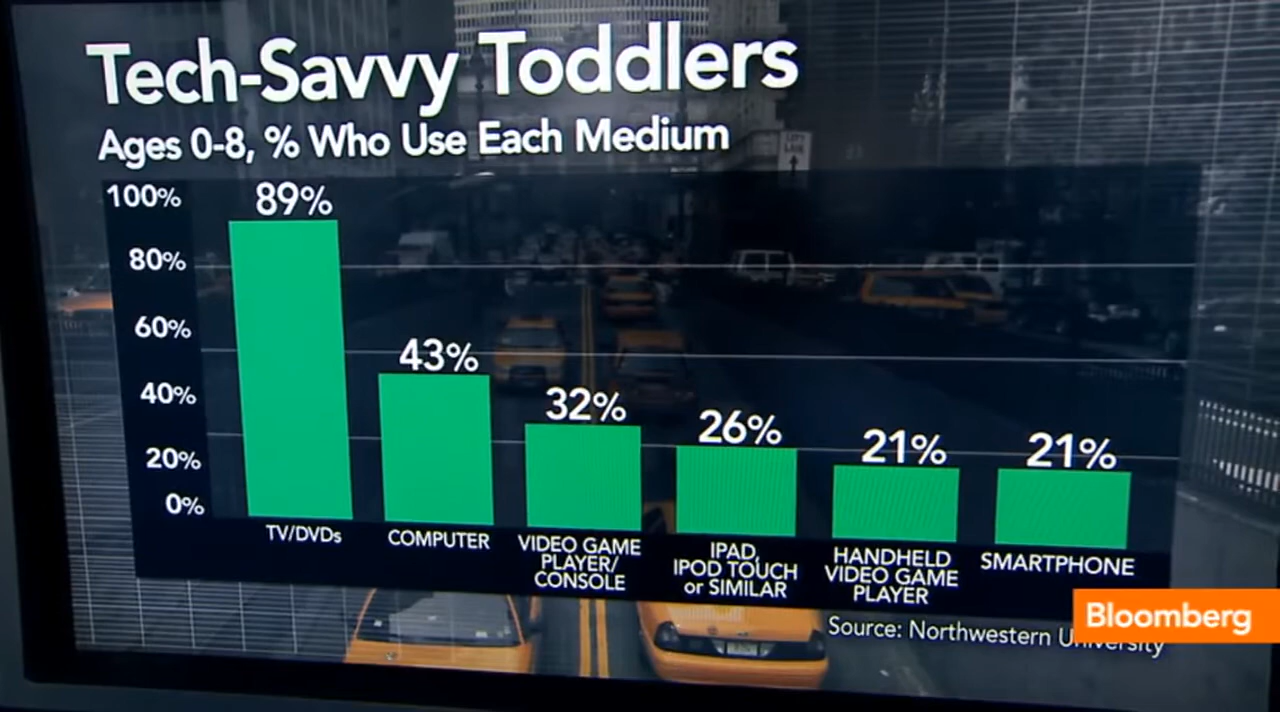 Tech-Savvy Toddlers
Ages 0-8, % Who Use Each Medium
100%
80%
60%
40%
20%
0%
89%
43%
32%
26%
21%
21%
TV/DVDs
COMPUTER
VIDEO GAME
PLAYER/
CONSOLE
IPAD,
IPOD TOUCH
or SIMILAR
HANDHELD
VIDEO GAME
PLAYER
SMARTPHONE
Source: Northwestern University
Bloomberg